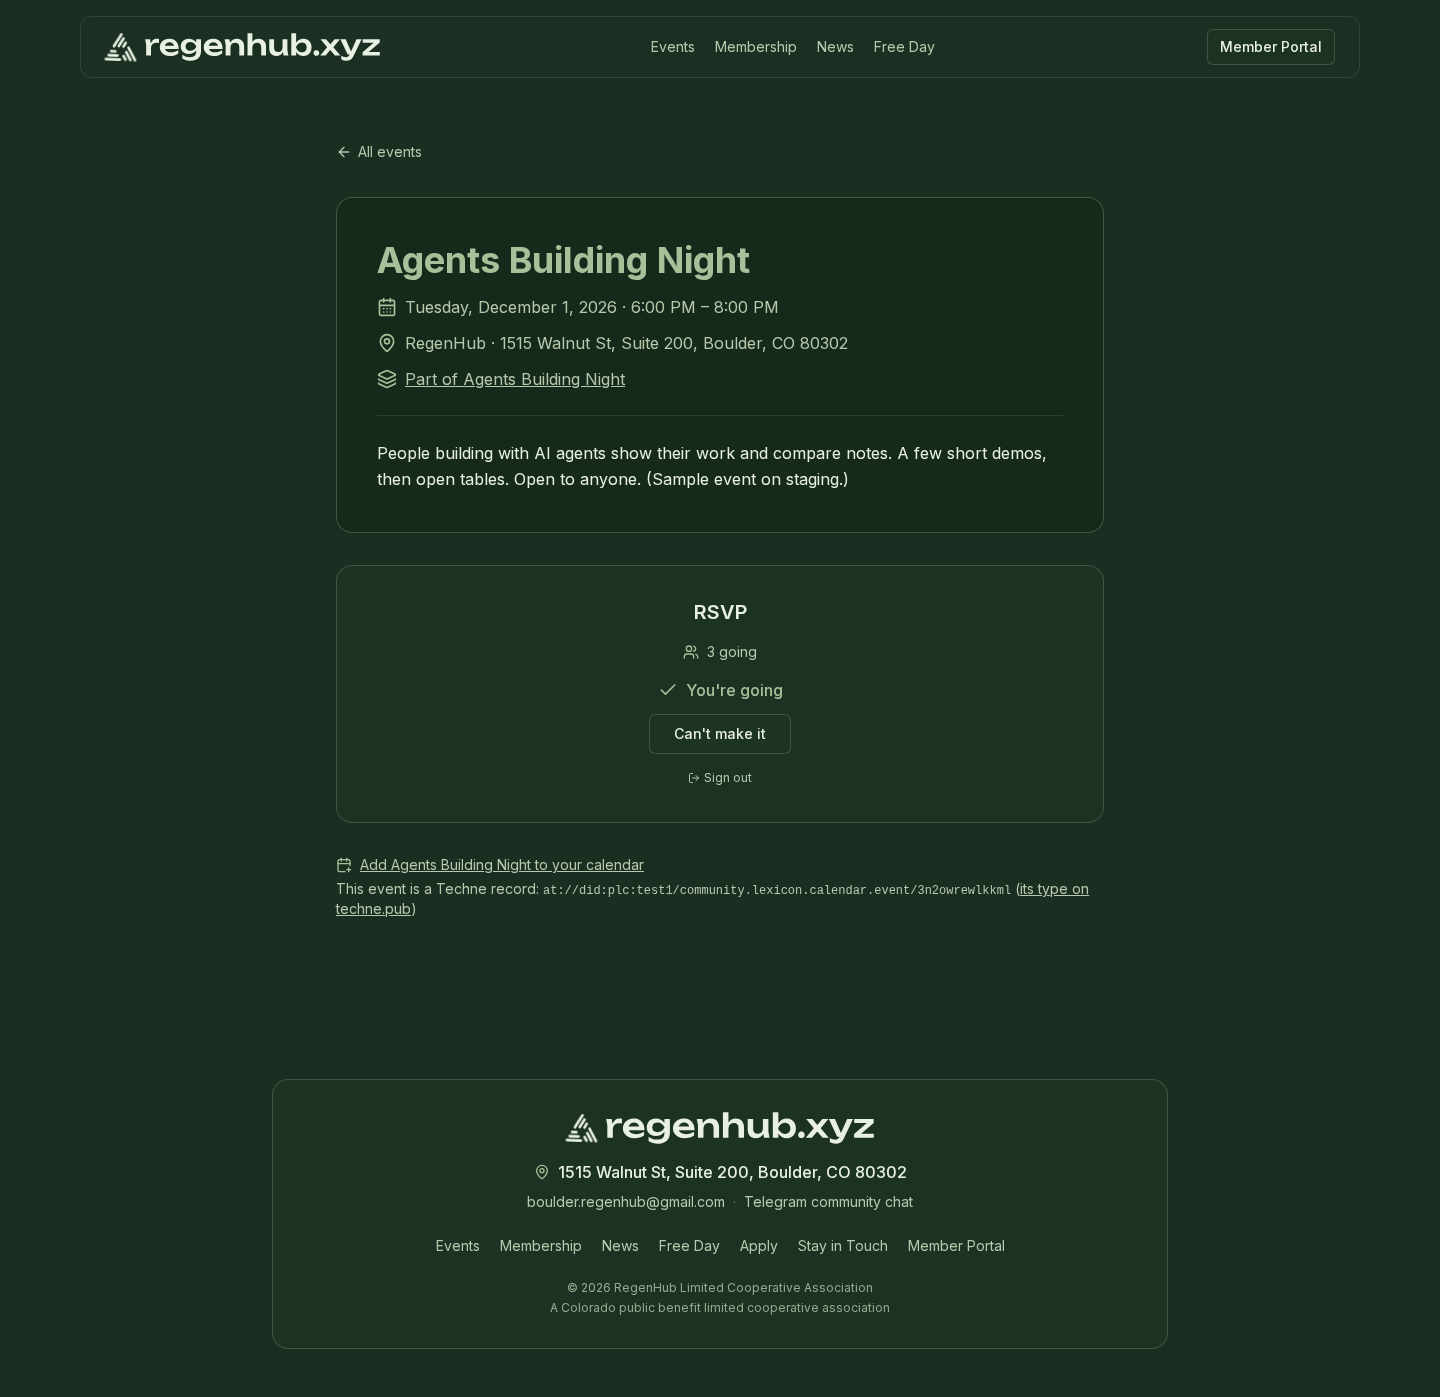 regenhub.xyz
Events
Membership
News
Free Day
Member Portal
All events
Agents Building Night
Tuesday, December 1, 2026 · 6:00 PM – 8:00 PM
RegenHub · 1515 Walnut St, Suite 200, Boulder, CO 80302
Part of Agents Building Night
People building with AI agents show their work and compare notes. A few short demos,
then open tables. Open to anyone. (Sample event on staging.)
RSVP
3 going
You're going
Can't make it
Sign out
Add Agents Building Night to your calendar
This event is a Techne record: at://did:plc:test1/community.lexicon.calendar.event/3n2owrewlkkml (its type on
techne.pub)
regenhub.xyz
1515 Walnut St, Suite 200, Boulder, CO 80302
boulder.regenhub@gmail.com · Telegram community chat
Events
Membership
News
Free Day
Apply
Stay in Touch
Member Portal
© 2026 RegenHub Limited Cooperative Association
A Colorado public benefit limited cooperative association